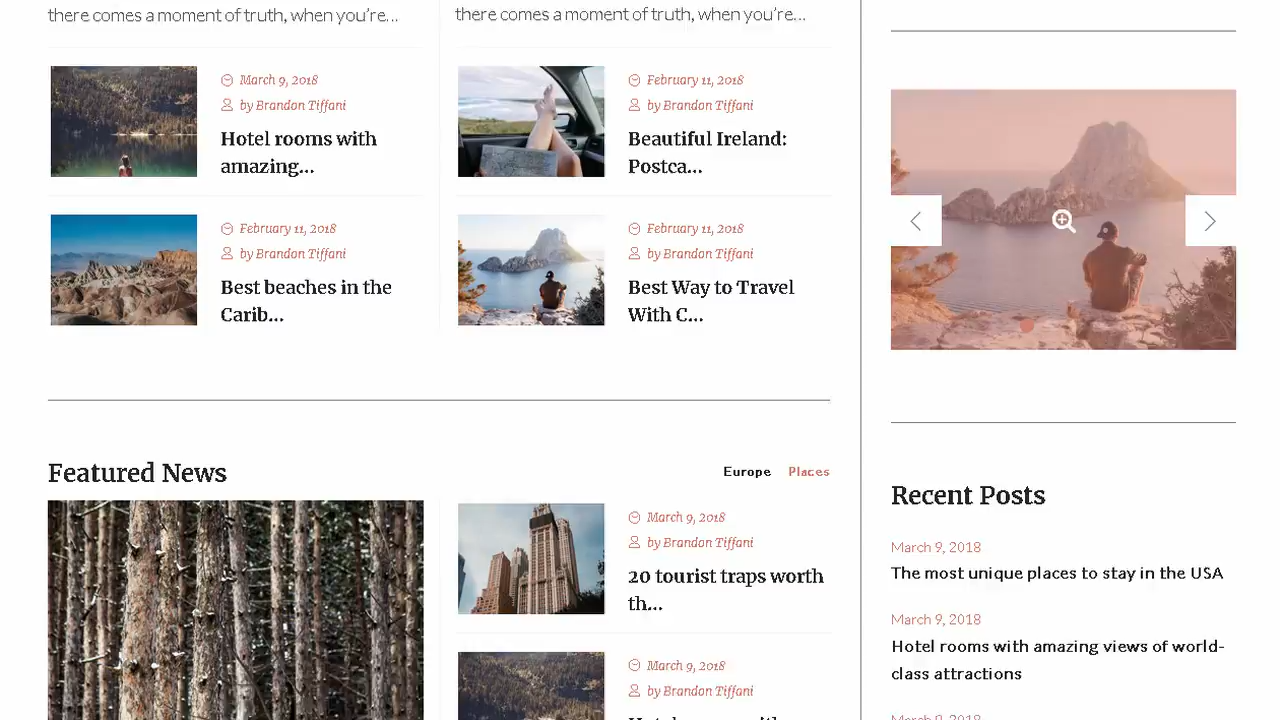 there comes a moment of truth, when you're...
March 9, 2018
by Brandon Tiffani
Hotel rooms with
amazing...
February 11, 2018
by Brandon Tiffani
Best beaches in the
Carib...
there comes a moment of truth, when you're...
February 11, 2018
by Brandon Tiffani
Beautiful Ireland:
Postca...
February 11, 2018
by Brandon Tiffani
Best Way to Travel
With C...
Featured News
Europe Places
March 9, 2018
by Brandon Tiffani
20 tourist traps worth
th...
March 9, 2018
by Brandon Tiffani
Recent Posts
March 9, 2018
The most unique places to stay in the USA
March 9, 2018
Hotel rooms with amazing views of world-
class attractions